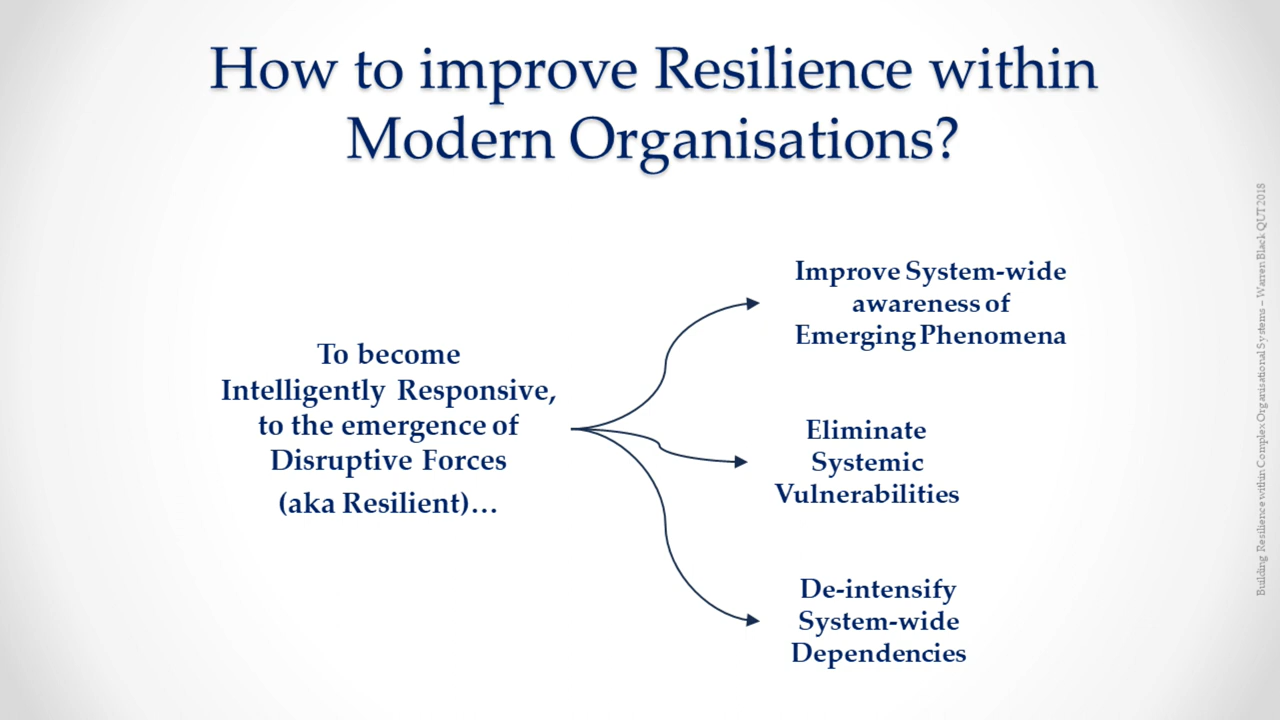 How to improve Resilience within
Modern Organisations?
To become
Intelligently Responsive,
to the emergence of
Disruptive Forces
(aka Resilient)…
Improve System-wide
awareness of
Emerging Phenomena
Eliminate
Systemic
Vulnerabilities
De-intensify
System-wide
Dependencies
Building Resilience within Complex Organisational Systems – Warren Black QUT 2018